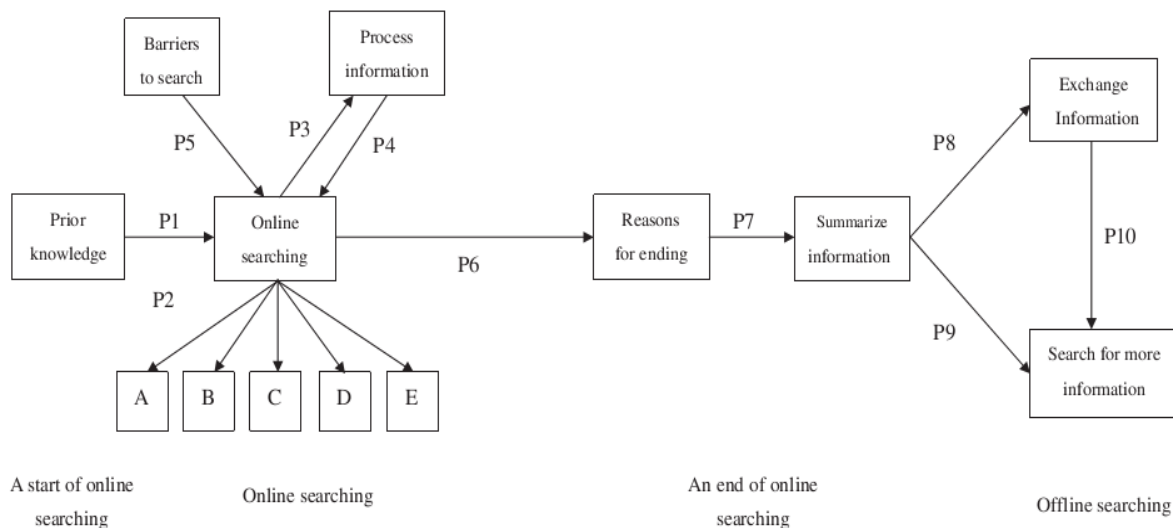 Barriers
to search
Process
information
Exchange
Information
P5
P3
P4
P8
Prior
knowledge
P1
Online
searching
P6
Reasons
for ending
P7
Summarize
information
P10
P2
P9
Search for more
information
A
B
C
D
E
A start of online
searching
Online searching
An end of online
searching
Offline searching